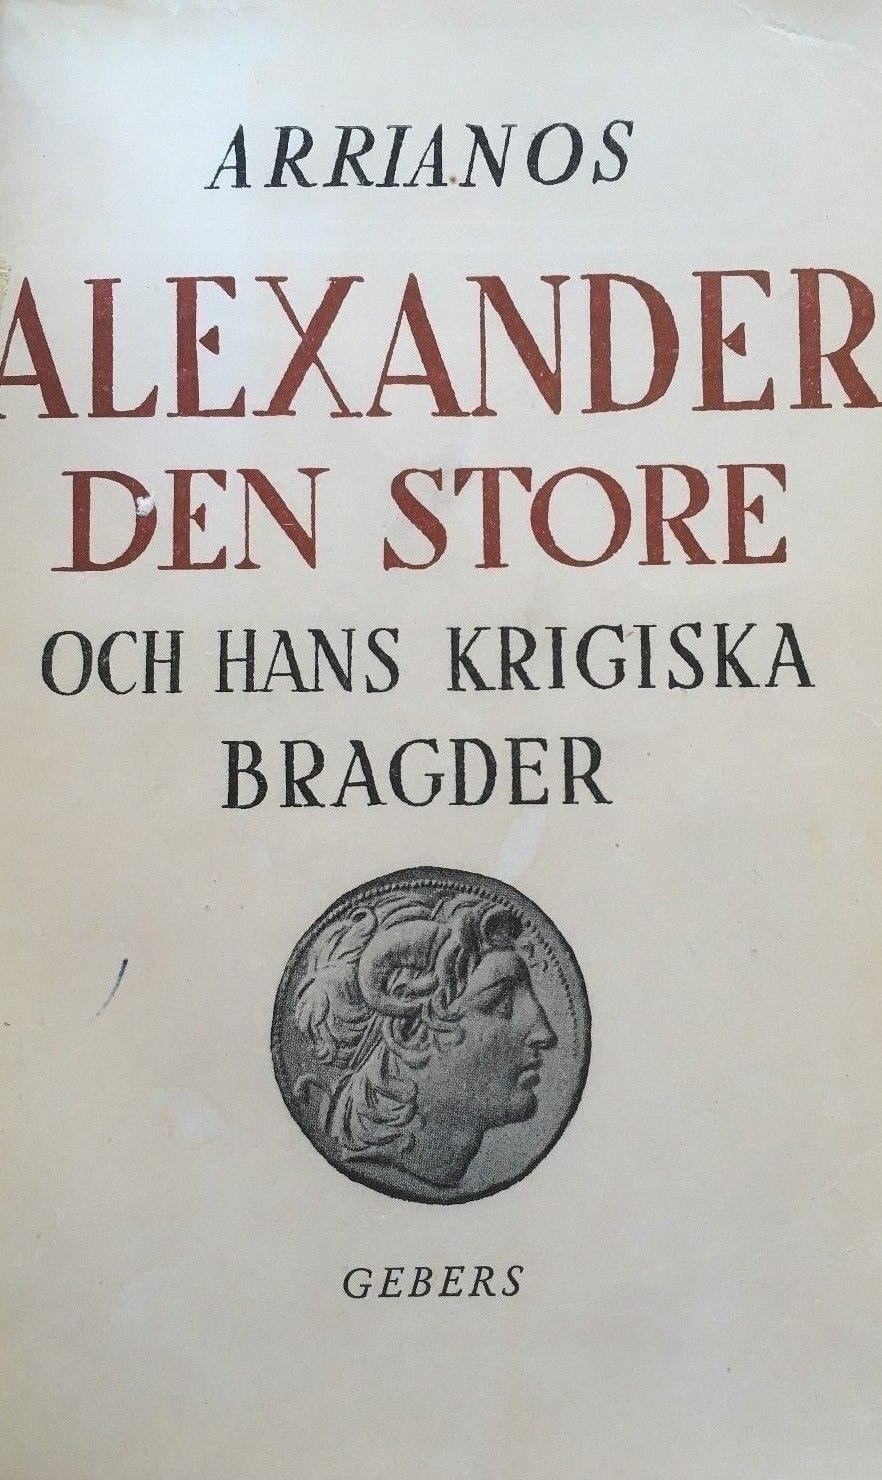 ARRIANOS
ALEXANDER
DEN STORE
OCH HANS KRIGISKA
BRAGDER
GEBERS